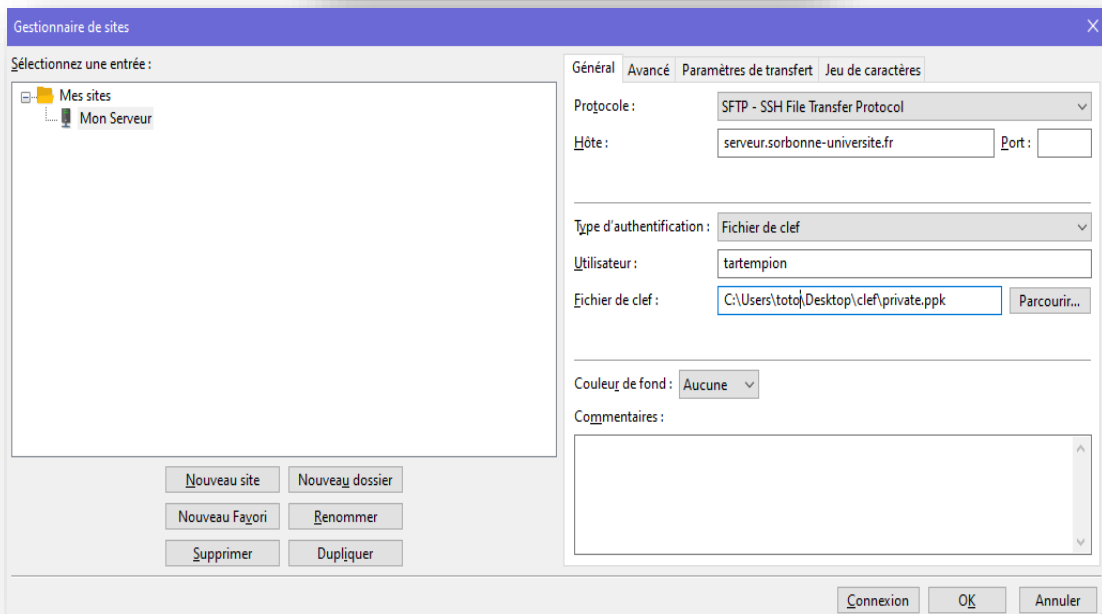 Gestionnaire de sites
Sélectionnez une entrée :
Mes sites
Mon Serveur
Nouveau site
Nouveau dossier
Nouveau Favori
Renommer
Supprimer
Dupliquer
Général Avancé Paramètres de transfert Jeu de caractères
Protocole : SFTP - SSH File Transfer Protocol
Hôte : serveur.sorbonne-universite.fr Port :
Type d'authentification : Fichier de clef
Utilisateur : tartempion
Fichier de clef : C:\Users\toto\Desktop\clef\private.ppk Parcourir...
Couleur de fond : Aucune
Commentaires :
Connexion OK Annuler